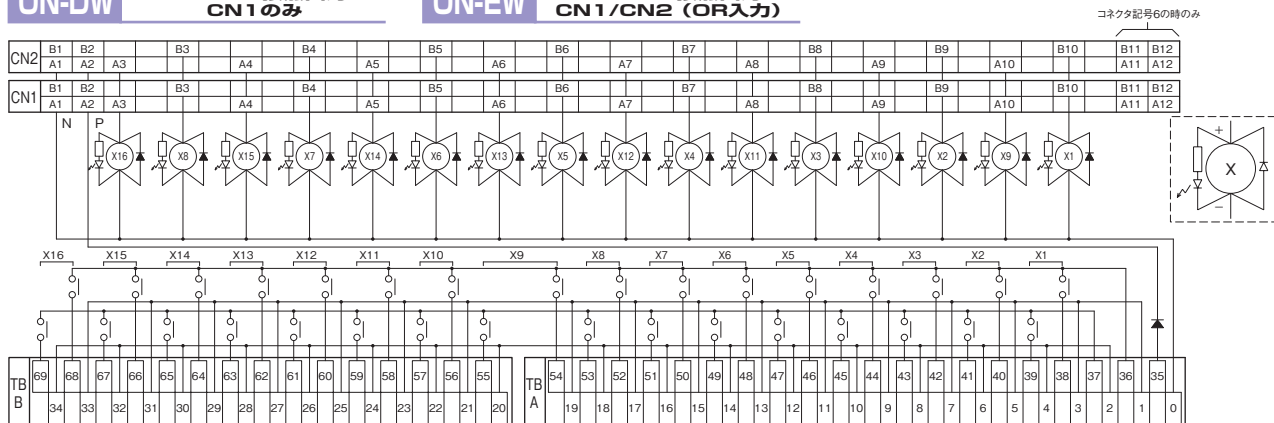 ON-DW CN1のみ ON-EW CN1/CN2(OR入力)
コネクタ記号6の時のみ
CN2 B1 B2 B3 B4 B5 B6 B7 B8 B9 B10 B11 B12
A1 A2 A3 A4 A5 A6 A7 A8 A9 A10 A11 A12
CN1 B1 B2 B3 B4 B5 B6 B7 B8 B9 B10 B11 B12
A1 A2 A3 A4 A5 A6 A7 A8 A9 A10 A11 A12
N P
X16 X8 X15 X7 X14 X6 X13 X5 X12 X4 X11 X3 X10 X2 X9 X1
+
X
−
X16 X15 X14 X13 X12 X11 X10 X9 X8 X7 X6 X5 X4 X3 X2 X1
TB B 69 68 67 66 65 64 63 62 61 60 59 58 57 56 55
34 33 32 31 30 29 28 27 26 25 24 23 22 21 20
TB A 54 53 52 51 50 49 48 47 46 45 44 43 42 41 40 39 38 37 36 35
19 18 17 16 15 14 13 12 11 10 9 8 7 6 5 4 3 2 1 0